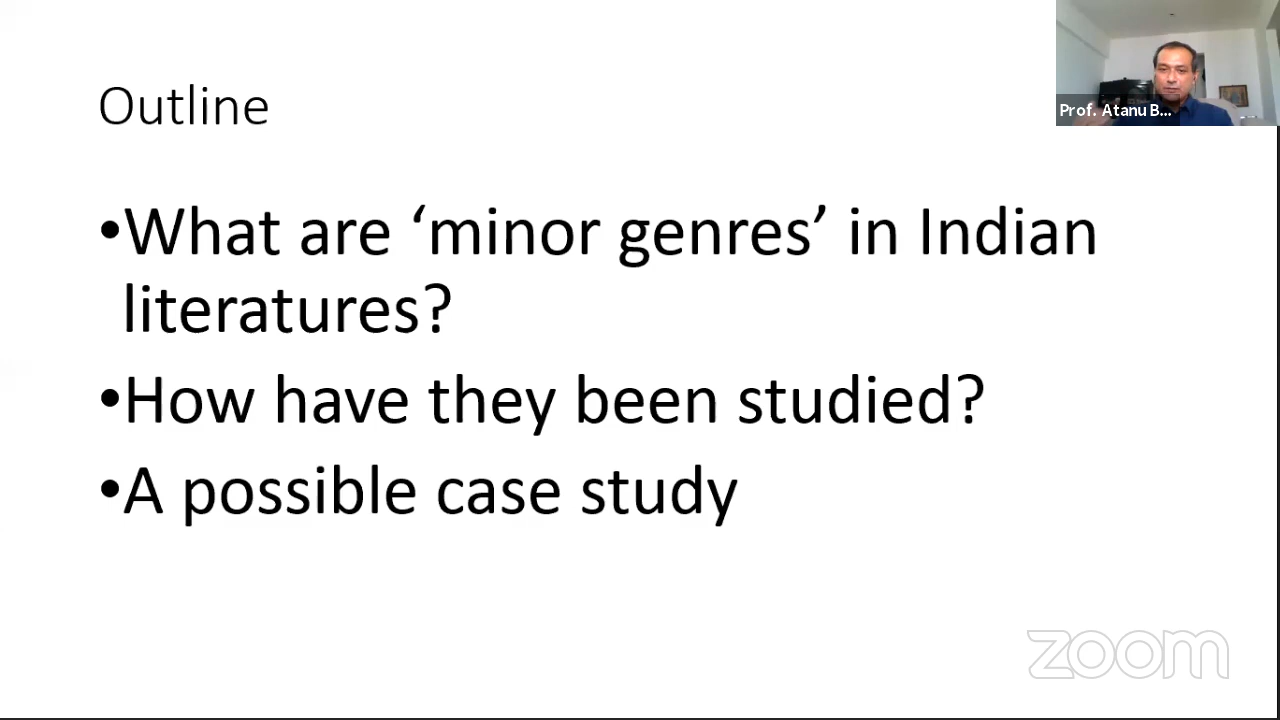 Outline
Prof. Atanu B...
•What are ‘minor genres’ in Indian
literatures?
•How have they been studied?
•A possible case study
zoom